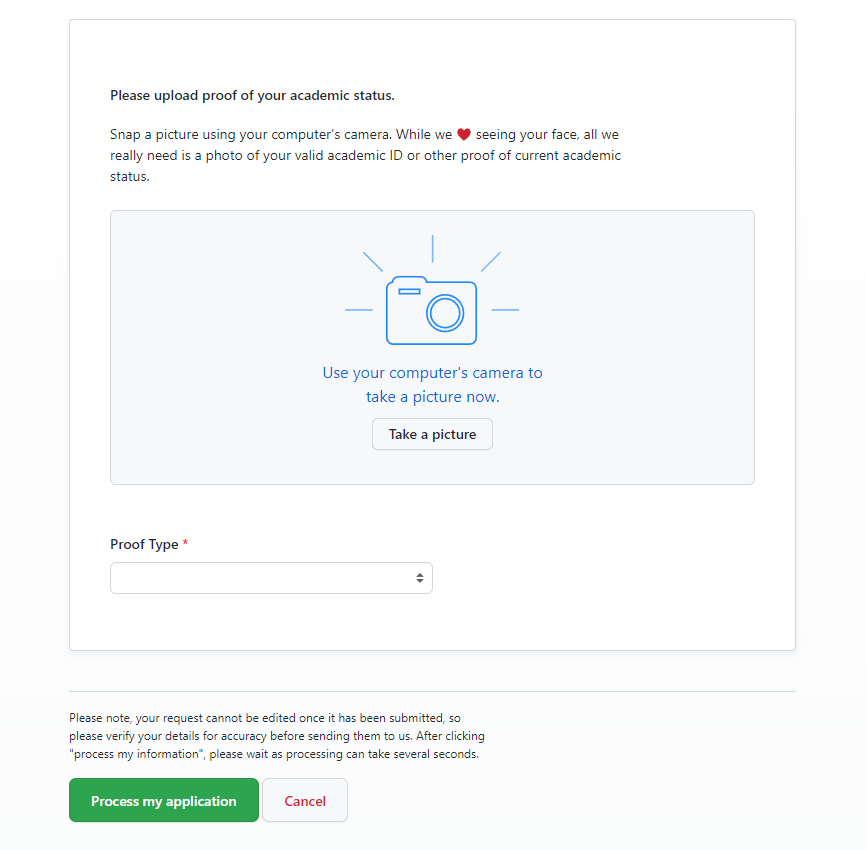 Please upload proof of your academic status.
Snap a picture using your computer's camera. While we ❤ seeing your face, all we
really need is a photo of your valid academic ID or other proof of current academic
status.
Use your computer's camera to
take a picture now.
Take a picture
Proof Type *
Please note, your request cannot be edited once it has been submitted, so
please verify your details for accuracy before sending them to us. After clicking
"process my information", please wait as processing can take several seconds.
Process my application
Cancel